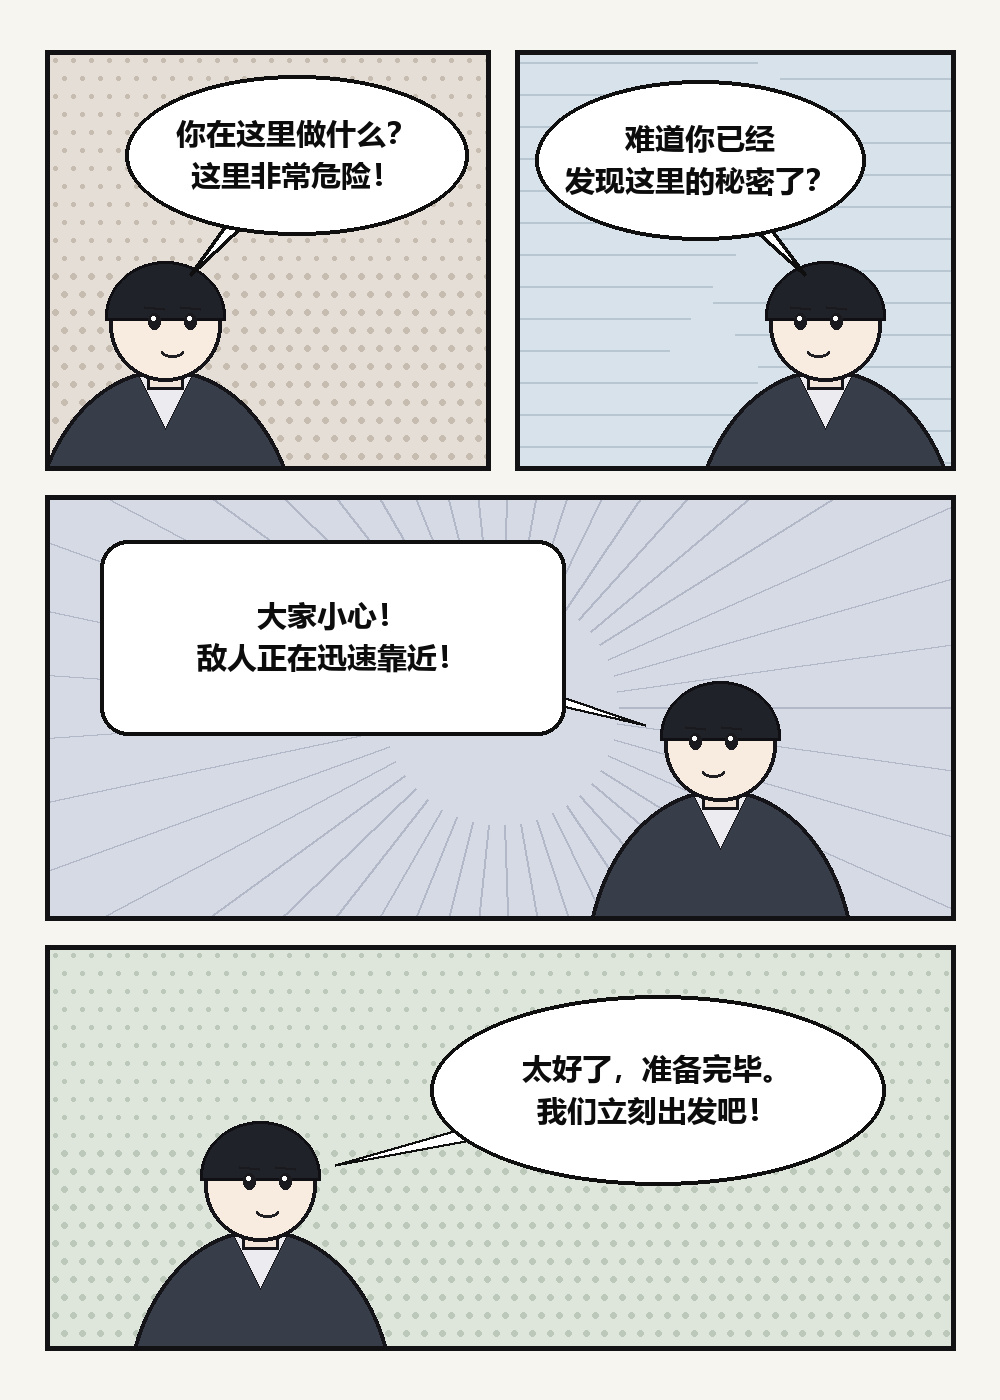 你在这里做什么？
这里非常危险！
难道你已经
发现这里的秘密了？
大家小心！
敌人正在迅速靠近！
太好了，准备完毕。
我们立刻出发吧！